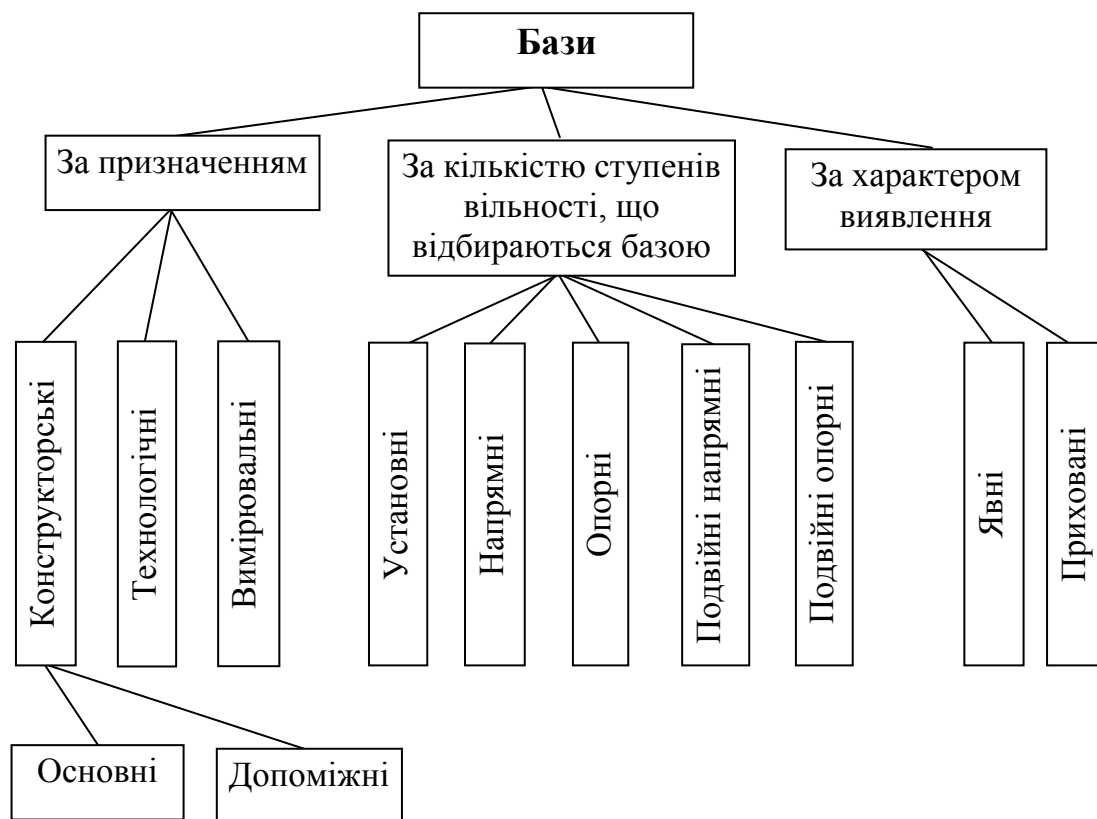 Бази
За призначенням
За кількістю ступенів
вільності, що
відбираються базою
За характером
виявлення
Конструкторські
Технологічні
Вимірювальні
Установні
Напрямні
Опорні
Подвійні напрямні
Подвійні опорні
Явні
Приховані
Основні
Допоміжні